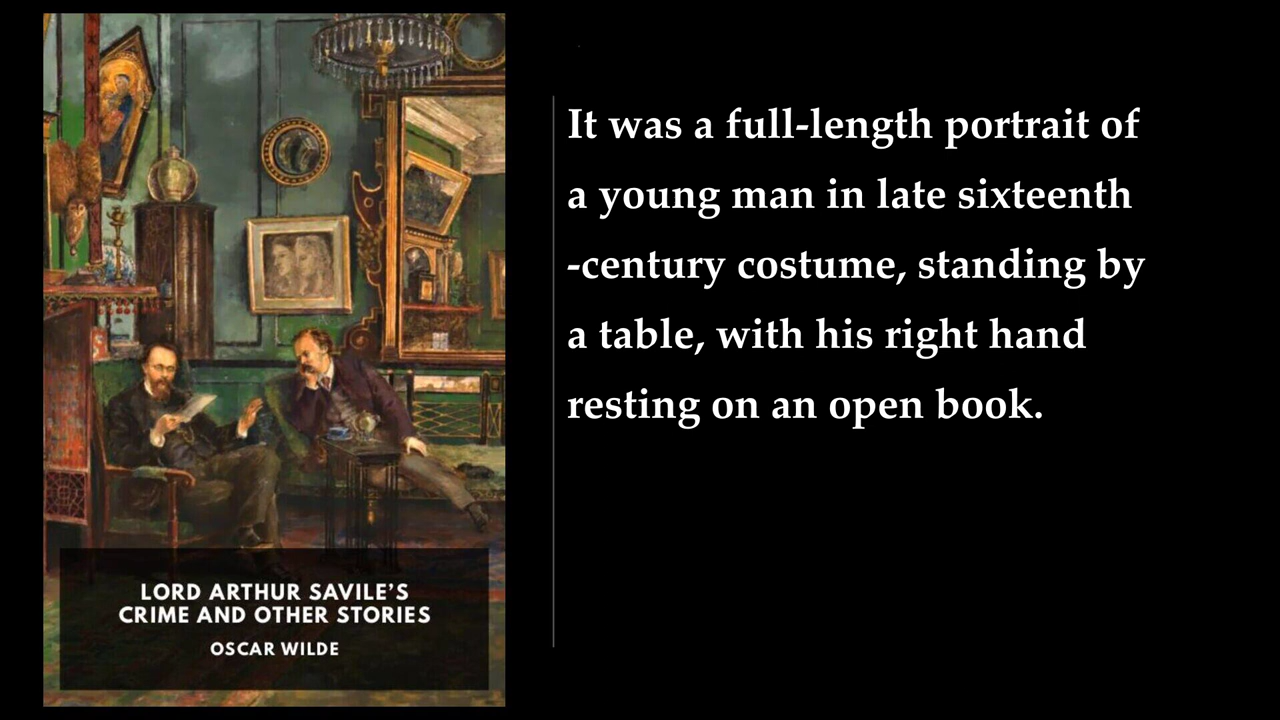 It was a full-length portrait of
a young man in late sixteenth
-century costume, standing by
a table, with his right hand
resting on an open book.
LORD ARTHUR SAVILE’S
CRIME AND OTHER STORIES
OSCAR WILDE